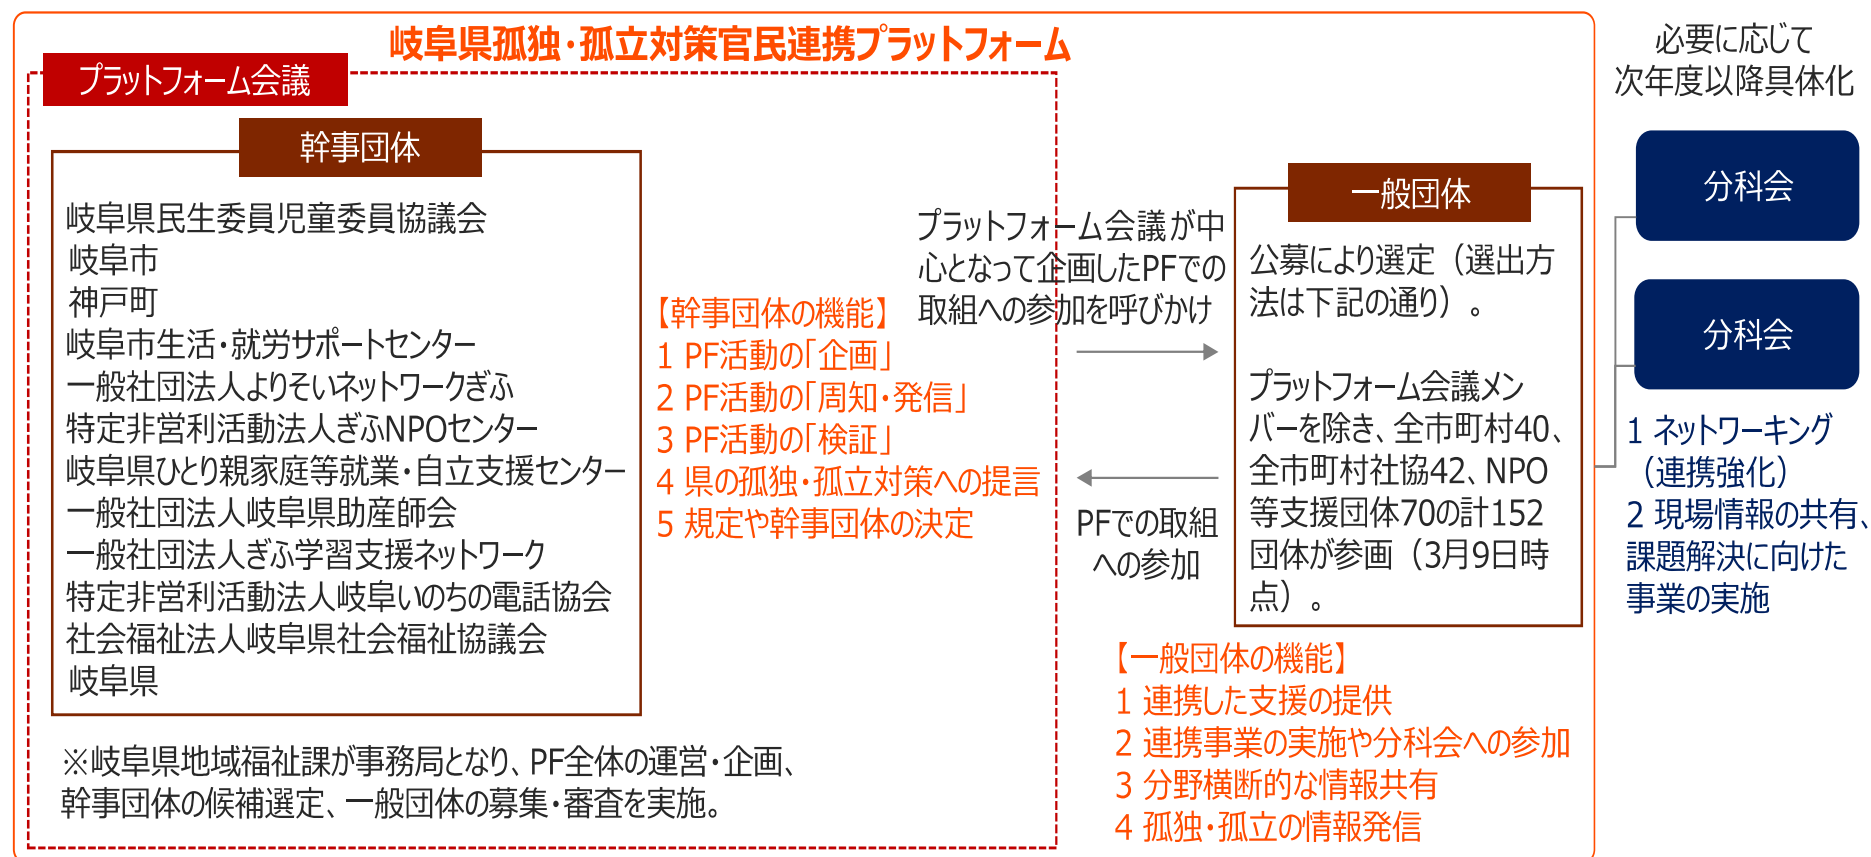 岐阜県孤独・孤立対策官民連携プラットフォーム
プラットフォーム会議
幹事団体
岐阜県民生委員児童委員協議会
岐阜市
神戸町
岐阜市生活・就労サポートセンター
一般社団法人よりそいネットワークぎふ
特定非営利活動法人ぎふNPOセンター
岐阜県ひとり親家庭等就業・自立支援センター
一般社団法人岐阜県助産師会
一般社団法人ぎふ学習支援ネットワーク
特定非営利活動法人岐阜いのちの電話協会
社会福祉法人岐阜県社会福祉協議会
岐阜県
※岐阜県地域福祉課が事務局となり、PF全体の運営・企画、
幹事団体の候補選定、一般団体の募集・審査を実施。
【幹事団体の機能】
1 PF活動の「企画」
2 PF活動の「周知・発信」
3 PF活動の「検証」
4 県の孤独・孤立対策への提言
5 規定や幹事団体の決定
プラットフォーム会議が中
心となって企画したPFでの
取組への参加を呼びかけ
PFでの取組
への参加
一般団体
公募により選定（選出方
法は下記の通り）。
プラットフォーム会議メン
バーを除き、全市町村40、
全市町村社協42、NPO
等支援団体70の計152
団体が参画（3月9日時
点）。
【一般団体の機能】
1 連携した支援の提供
2 連携事業の実施や分科会への参加
3 分野横断的な情報共有
4 孤独・孤立の情報発信
必要に応じて
次年度以降具体化
分科会
分科会
1 ネットワーキング
（連携強化）
2 現場情報の共有、
課題解決に向けた
事業の実施